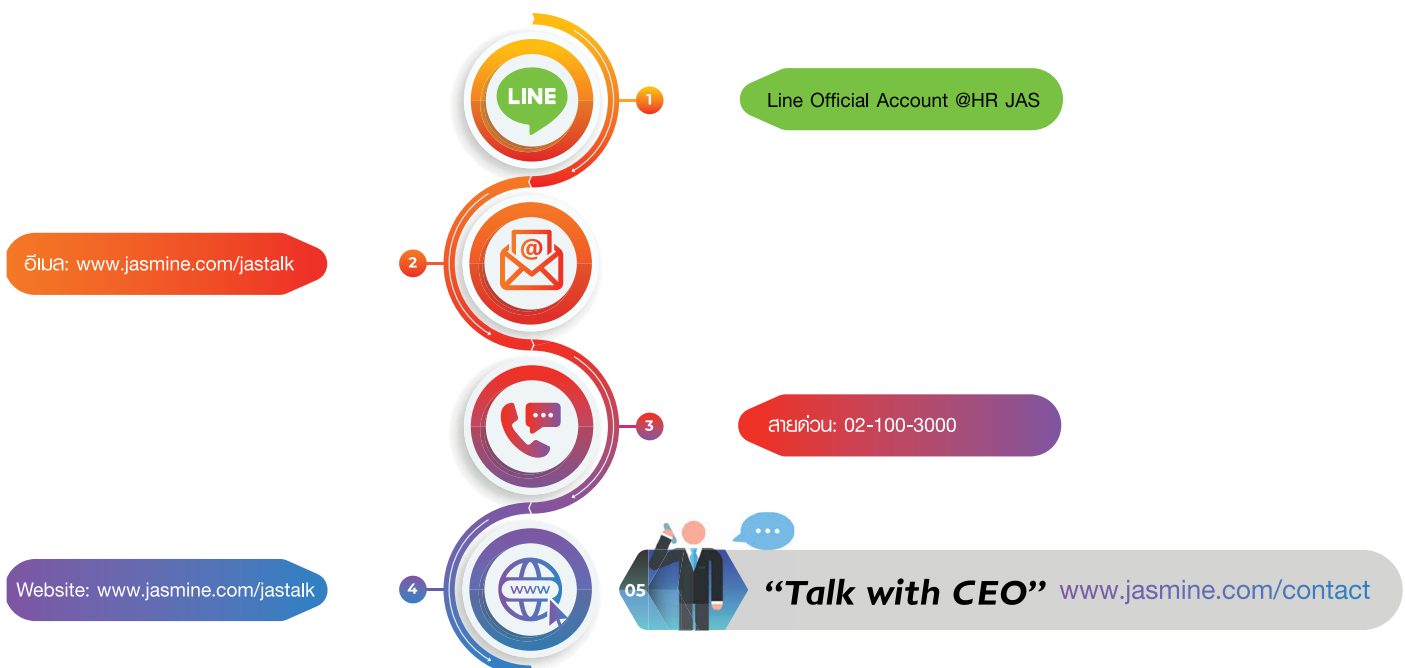 LINE
1
Line Official Account @HR JAS
อีเมล: www.jasmine.com/jastalk
2
@
3
สายด่วน: 02-100-3000
Website: www.jasmine.com/jastalk
4
www
05
“Talk with CEO” www.jasmine.com/contact